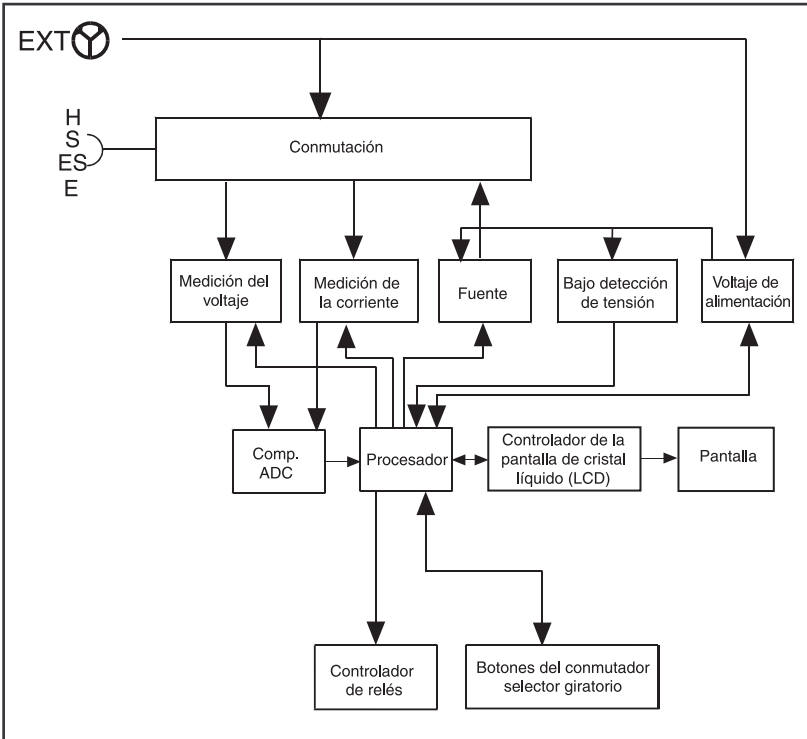 EXT
H
S
ES
E
Conmutación
Medición del
voltaje
Medición de
la corriente
Fuente
Bajo detección
de tensión
Voltaje de
alimentación
Comp.
ADC
Procesador
Controlador de la
pantalla de cristal
líquido (LCD)
Pantalla
Controlador
de relés
Botones del conmutador
selector giratorio